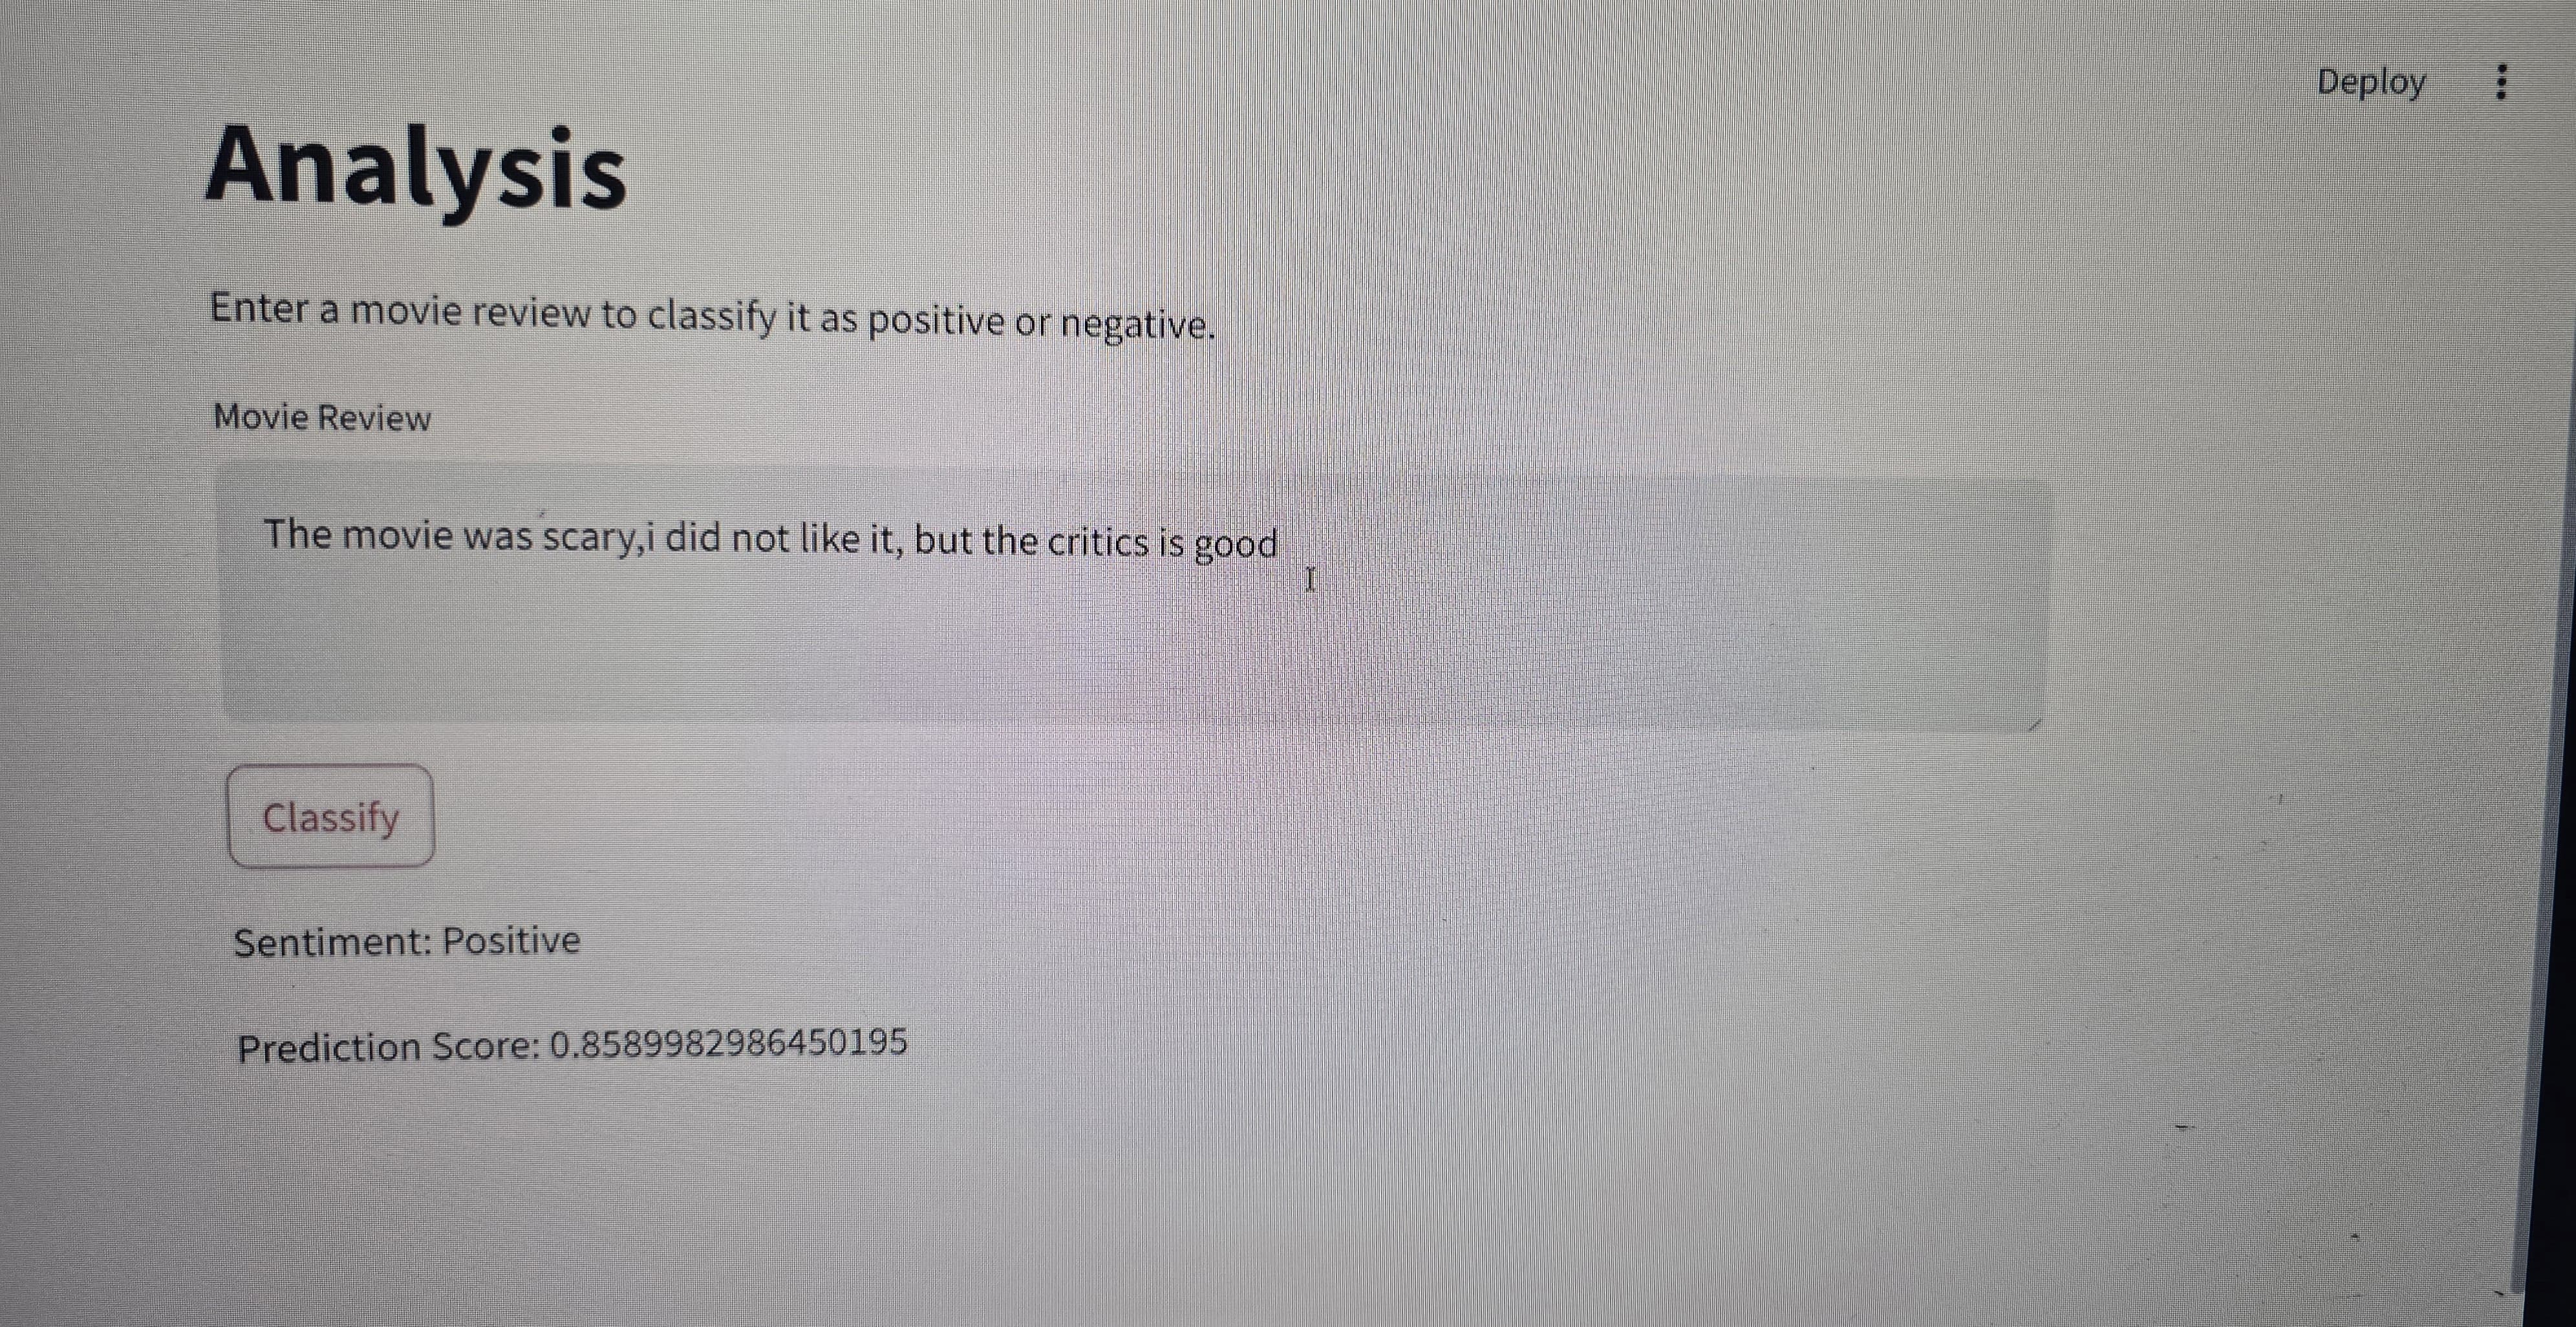 Deploy
Analysis
Enter a movie review to classify it as positive or negative.
Movie Review
The movie was scary,i did not like it, but the critics is good
Classify
Sentiment: Positive
Prediction Score: 0.8589982986450195